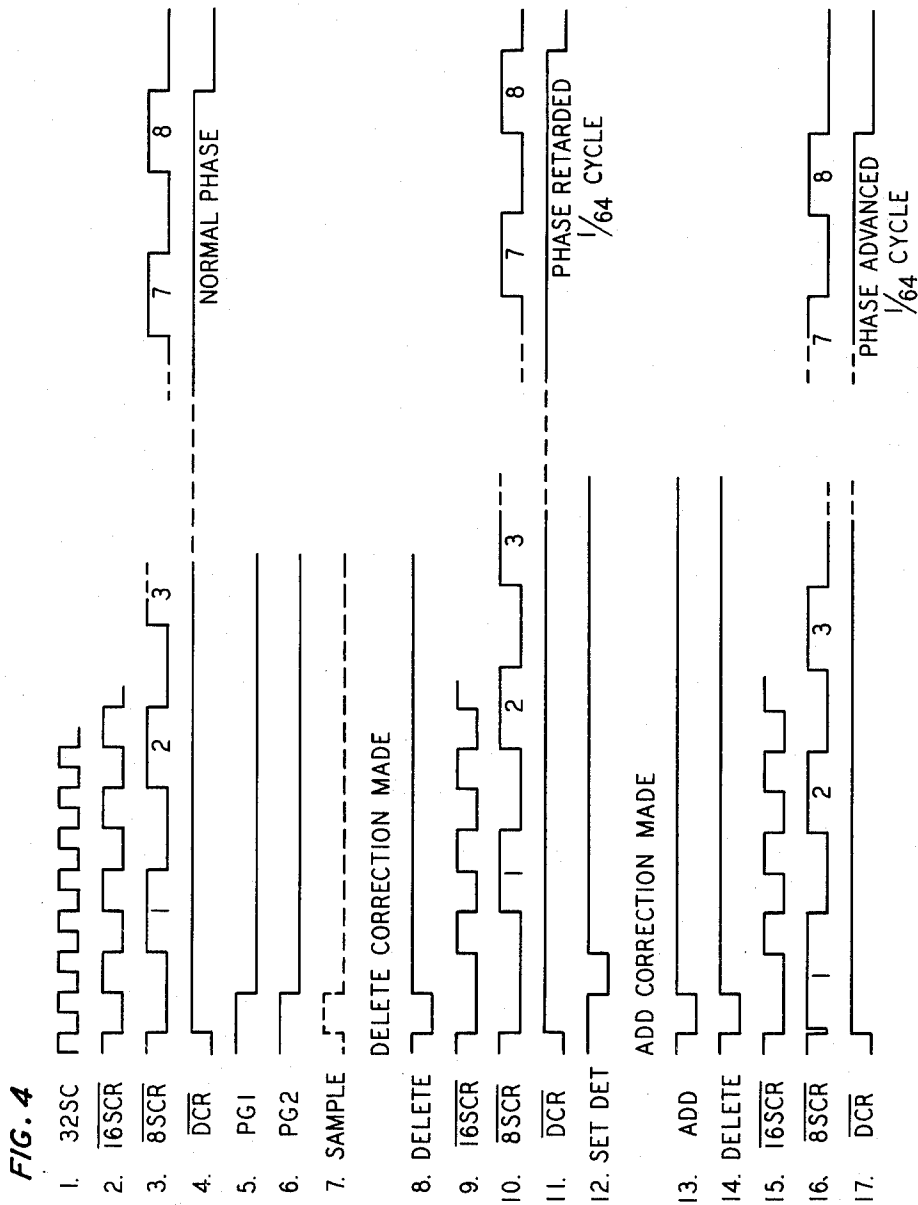 FIG. 4
1. 32SC
2. 16SCR
3. 8SCR
1 2 3 7 8
4. DCR
NORMAL PHASE
5. PG1
6. PG2
7. SAMPLE
DELETE CORRECTION MADE
8. DELETE
9. 16SCR
10. 8SCR
1 2 3 7 8
11. DCR
PHASE RETARDED
1/64 CYCLE
12. SET DET
ADD CORRECTION MADE
13. ADD
14. DELETE
15. 16SCR
16. 8SCR
1 2 3 7 8
17. DCR
PHASE ADVANCED
1/64 CYCLE